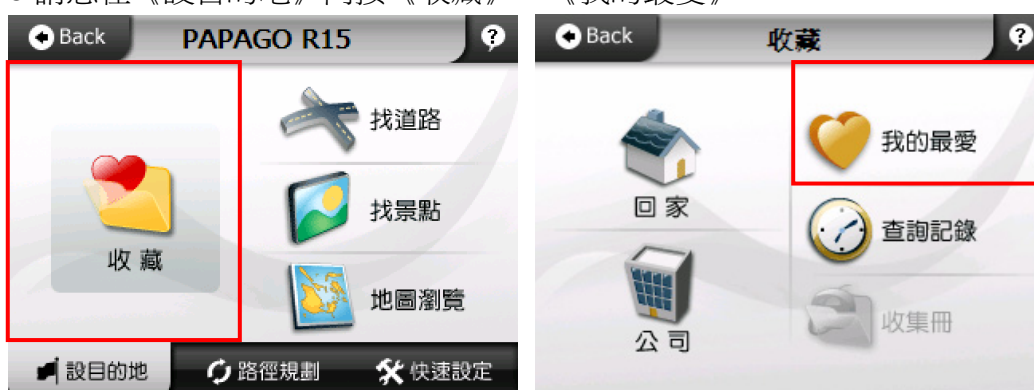 Back PAPAGO R15 ?
收藏
找道路
找景點
地圖瀏覽
設目的地 路徑規劃 快速設定
Back 收藏 ?
回家
公司
我的最愛
查詢記錄
收集冊